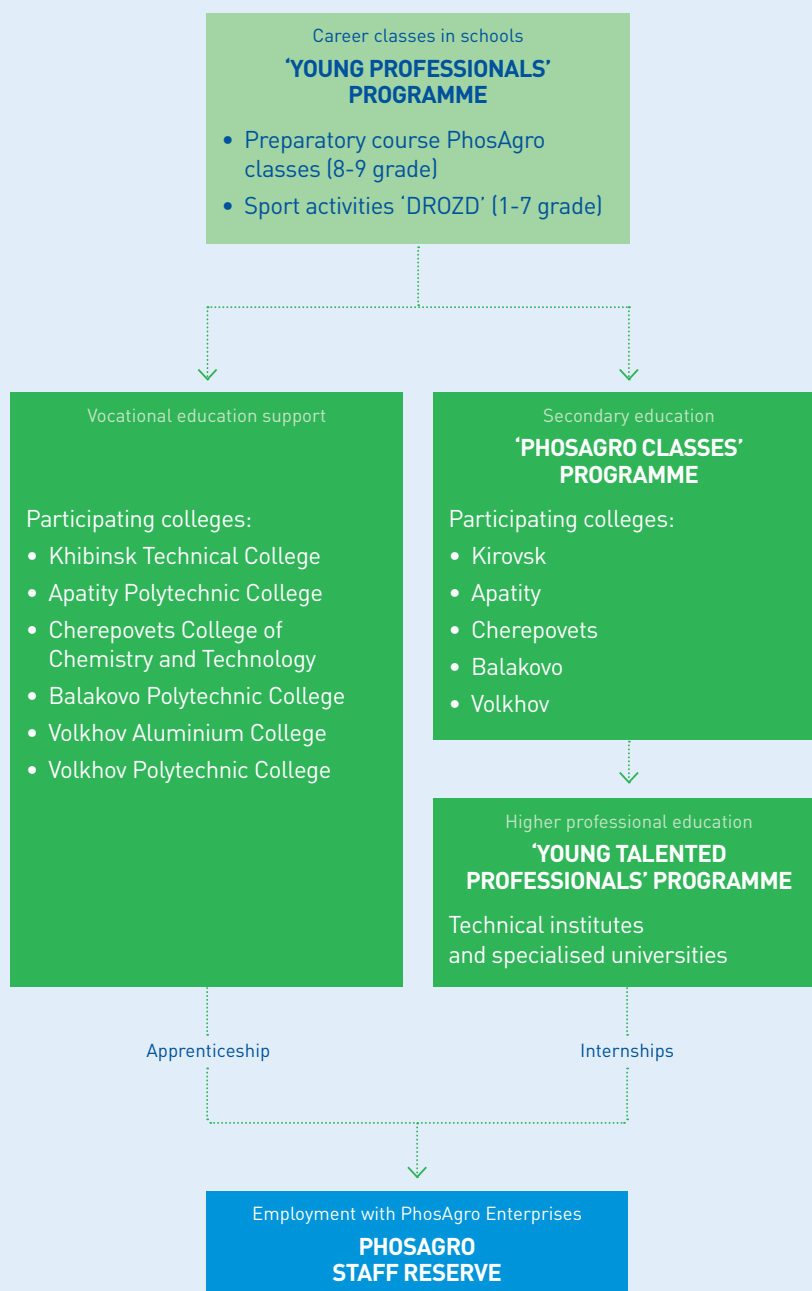 Career classes in schools
‘YOUNG PROFESSIONALS’
PROGRAMME
• Preparatory course PhosAgro
classes (8-9 grade)
• Sport activities ‘DROZD’ (1-7 grade)
Vocational education support
Participating colleges:
• Khibinsk Technical College
• Apatity Polytechnic College
• Cherepovets College of
Chemistry and Technology
• Balakovo Polytechnic College
• Volkhov Aluminium College
• Volkhov Polytechnic College
Secondary education
‘PHOSAGRO CLASSES’
PROGRAMME
Participating colleges:
• Kirovsk
• Apatity
• Cherepovets
• Balakovo
• Volkhov
Higher professional education
‘YOUNG TALENTED
PROFESSIONALS’ PROGRAMME
Technical institutes
and specialised universities
Apprenticeship
Internships
Employment with PhosAgro Enterprises
PHOSAGRO
STAFF RESERVE